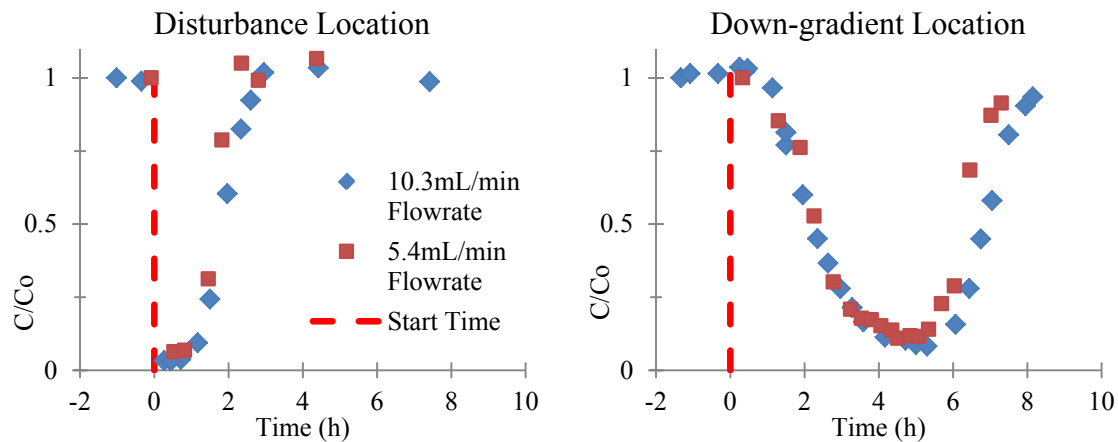 Disturbance Location
C/Co
1
0.5
0
-2
0
2
4
6
8
10
Time (h)
10.3mL/min
Flowrate
5.4mL/min
Flowrate
Start Time
Down-gradient Location
C/Co
1
0.5
0
-2
0
2
4
6
8
10
Time (h)